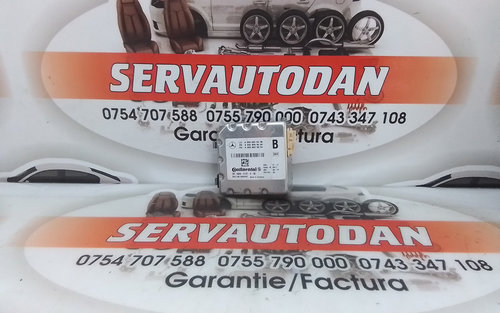 SERVAUTODAN
0754 707 588 0755 790 000 0743 347 108
Garantie/Factura
B
Continental
SERVAUTODAN
0754 707 588 0755 790 000 0743 347 108
Garantie/Factura